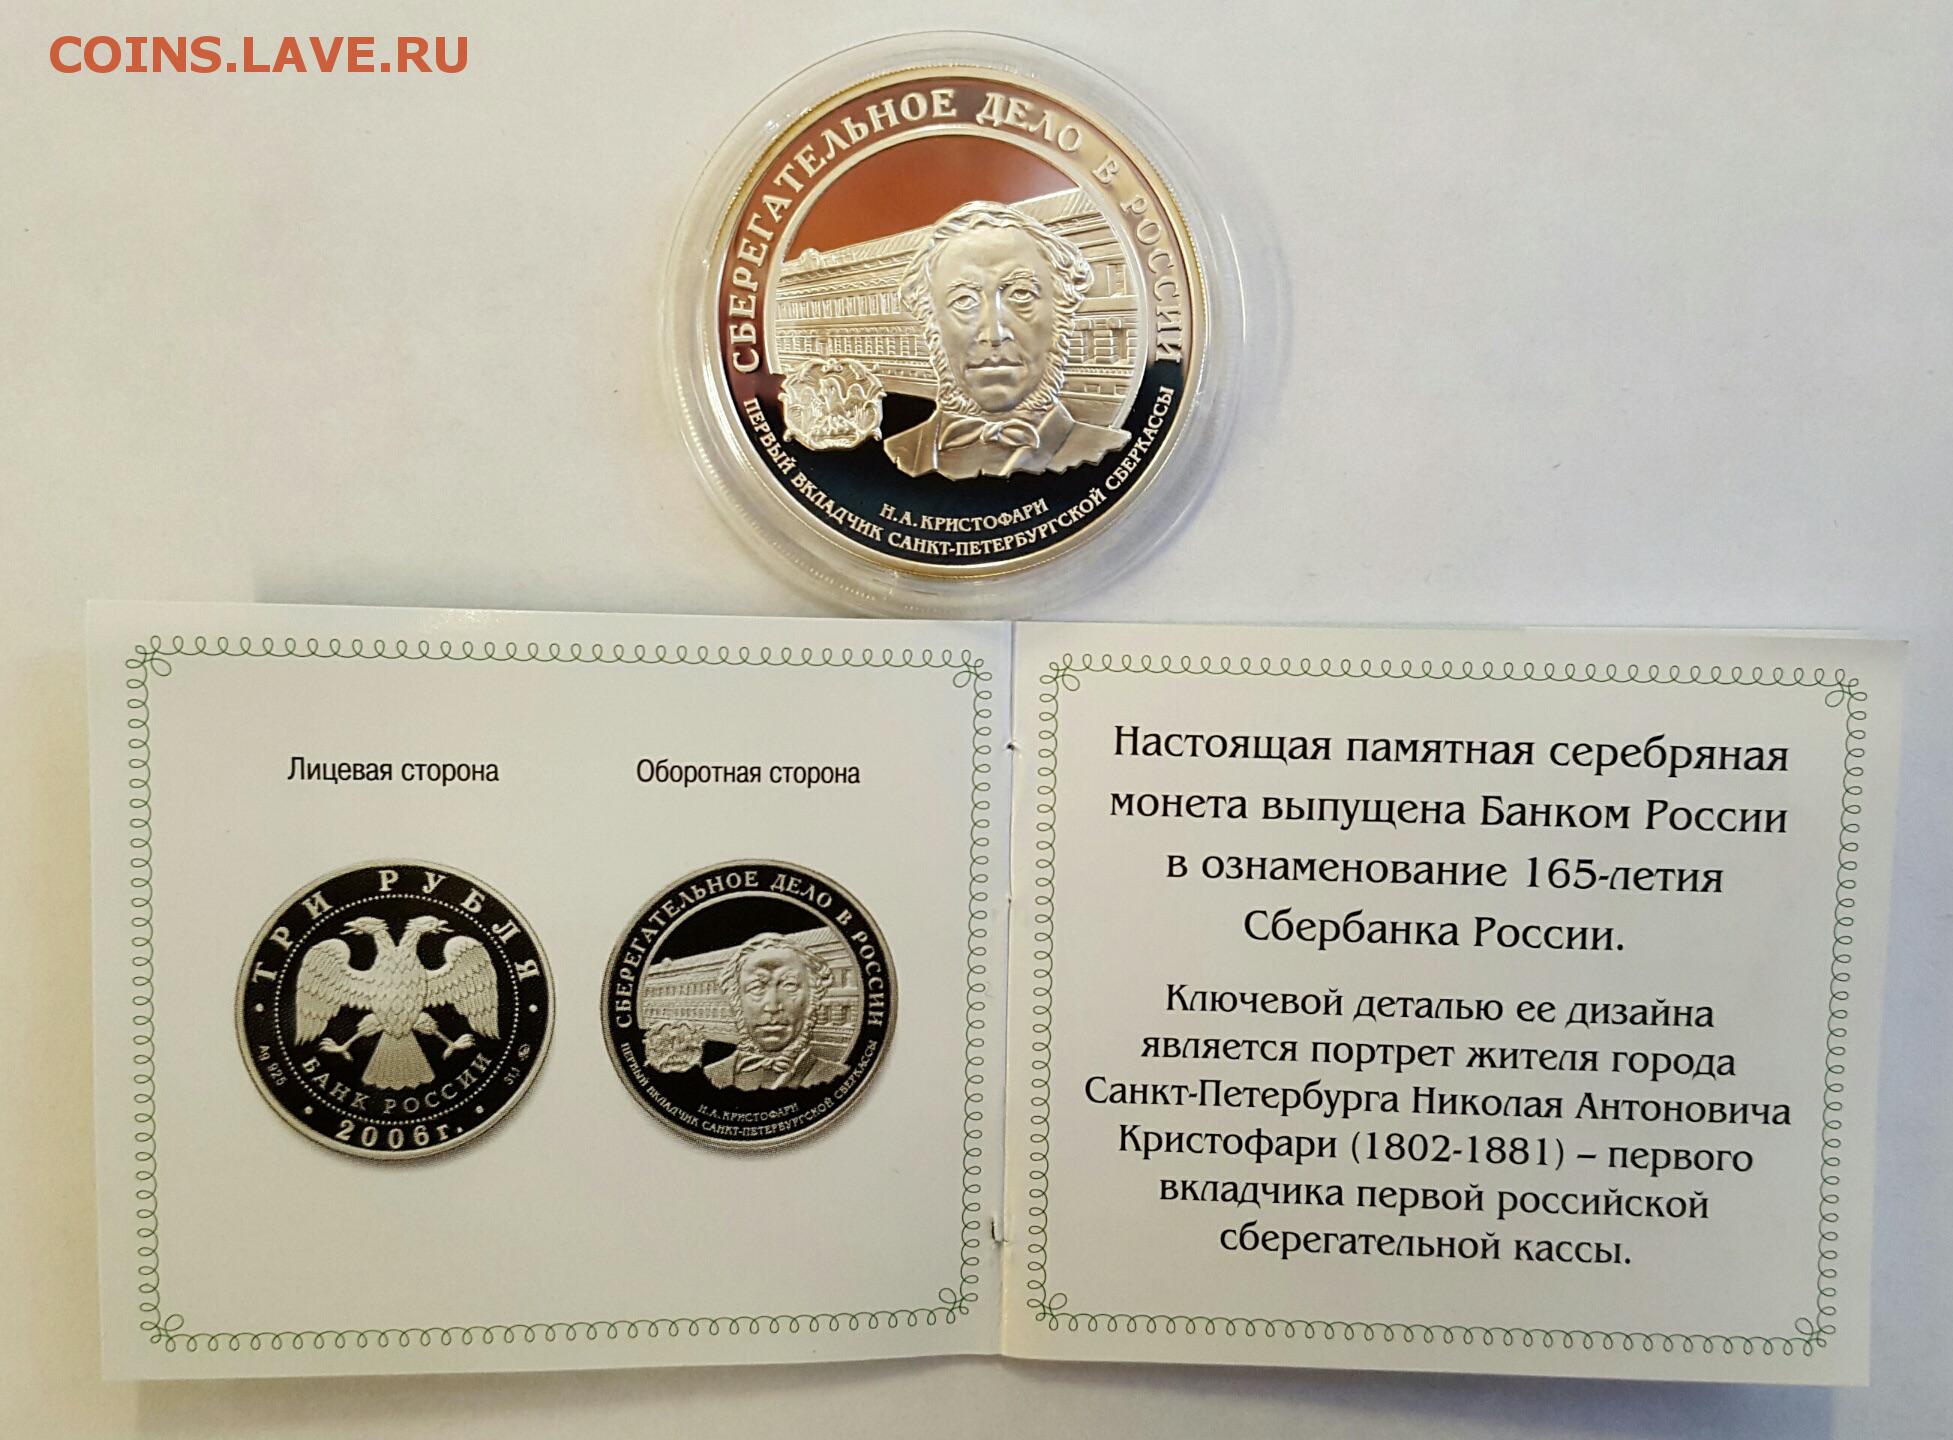 COINS.LAVE.RU
СБЕРЕГАТЕЛЬНОЕ ДЕЛО В РОССИИ
Н.А.КРИСТОФАРИ
ПЕРВЫЙ ВКЛАДЧИК САНКТ-ПЕТЕРБУРГСКОЙ СБЕРКАССЫ
Лицевая сторона
Оборотная сторона
ТРИ РУБЛЯ
Ag 925
БАНК РОССИИ
31,1
2006 г.
СБЕРЕГАТЕЛЬНОЕ ДЕЛО В РОССИИ
Н.А.КРИСТОФАРИ
ПЕРВЫЙ ВКЛАДЧИК САНКТ-ПЕТЕРБУРГСКОЙ СБЕРКАССЫ
Настоящая памятная серебряная
монета выпущена Банком России
в ознаменование 165-летия
Сбербанка России.
Ключевой деталью ее дизайна
является портрет жителя города
Санкт-Петербурга Николая Антоновича
Кристофари (1802-1881) – первого
вкладчика первой российской
сберегательной кассы.